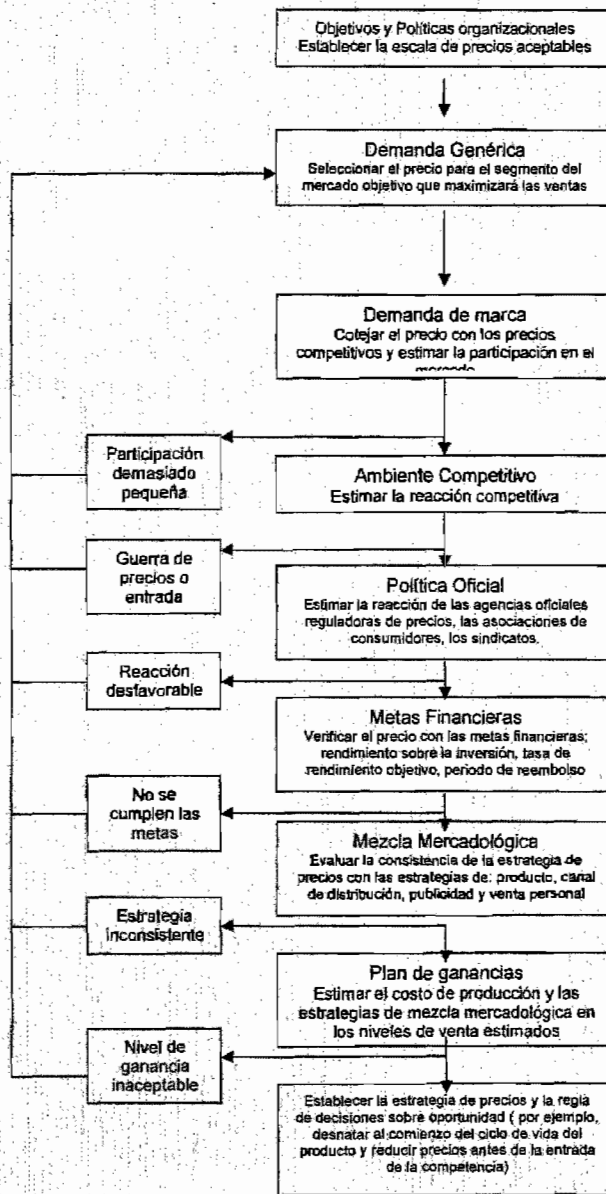 Objetivos y Políticas organizacionales
Establecer la escala de precios aceptables
Demanda Genérica
Seleccionar el precio para el segmento del
mercado objetivo que maximizará las ventas
Demanda de marca
Cotejar el precio con los precios
competitivos y estimar la participación en el
mercado
Participación
demasiado
pequeña
Ambiente Competitivo
Estimar la reacción competitiva
Guerra de
precios o
entrada
Política Oficial
Estimar la reacción de las agencias oficiales
reguladoras de precios, las asociaciones de
consumidores, los sindicatos.
Reacción
desfavorable
Metas Financieras
Verificar el precio con las metas financieras;
rendimiento sobre la inversión, tasa de
rendimiento objetivo, periodo de reembolso
No se
cumplen las
metas
Mezcla Mercadológica
Evaluar la consistencia de la estrategia de
precios con las estrategias de: producto, canal
de distribución, publicidad y venta personal
Estrategia
inconsistente
Plan de ganancias
Estimar el costo de producción y las
estrategias de mezcla mercadológica en
los niveles de venta estimados
Nivel de
ganancia
inaceptable
Establecer la estrategia de precios y la regla
de decisiones sobre oportunidad ( por ejemplo,
desnatar al comienzo del ciclo de vida del
producto y reducir precios antes de la entrada
de la competencia)